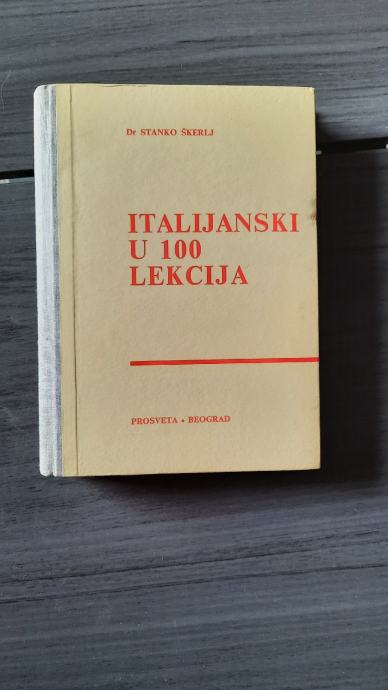 Dr STANKO ŠKERLJ
ITALIJANSKI
U 100
LEKCIJA
PROSVETA • BEOGRAD